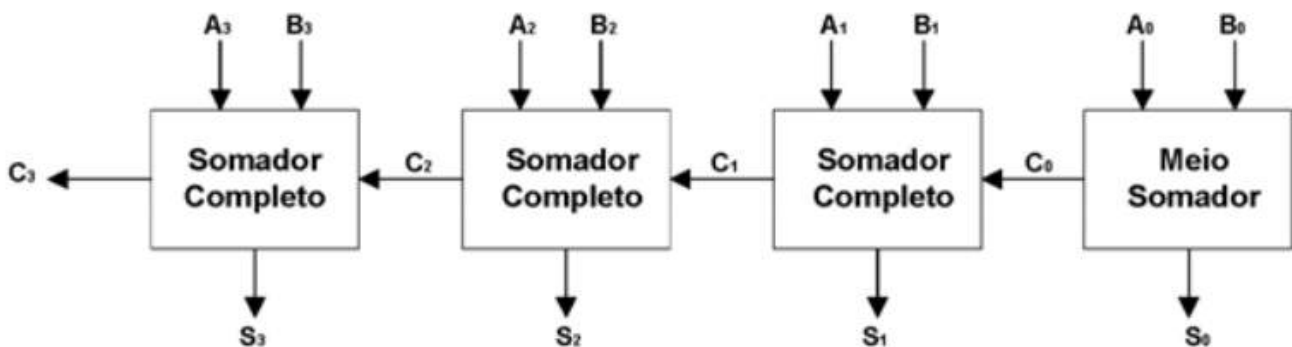 A₃ B₃ A₂ B₂ A₁ B₁ A₀ B₀
Somador Somador Somador Meio
C₃ C₂ C₁ C₀
Completo Completo Completo Somador
S₃ S₂ S₁ S₀